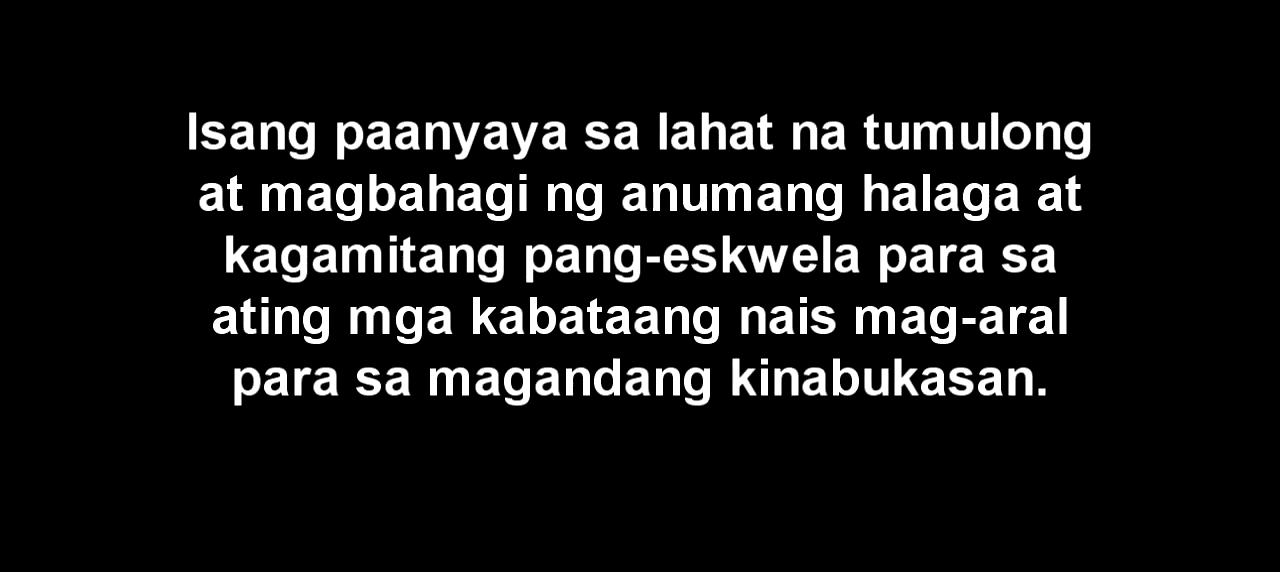 Isang paanyaya sa lahat na tumulong
at magbahagi ng anumang halaga at
kagamitang pang-eskwela para sa
ating mga kabataang nais mag-aral
para sa magandang kinabukasan.